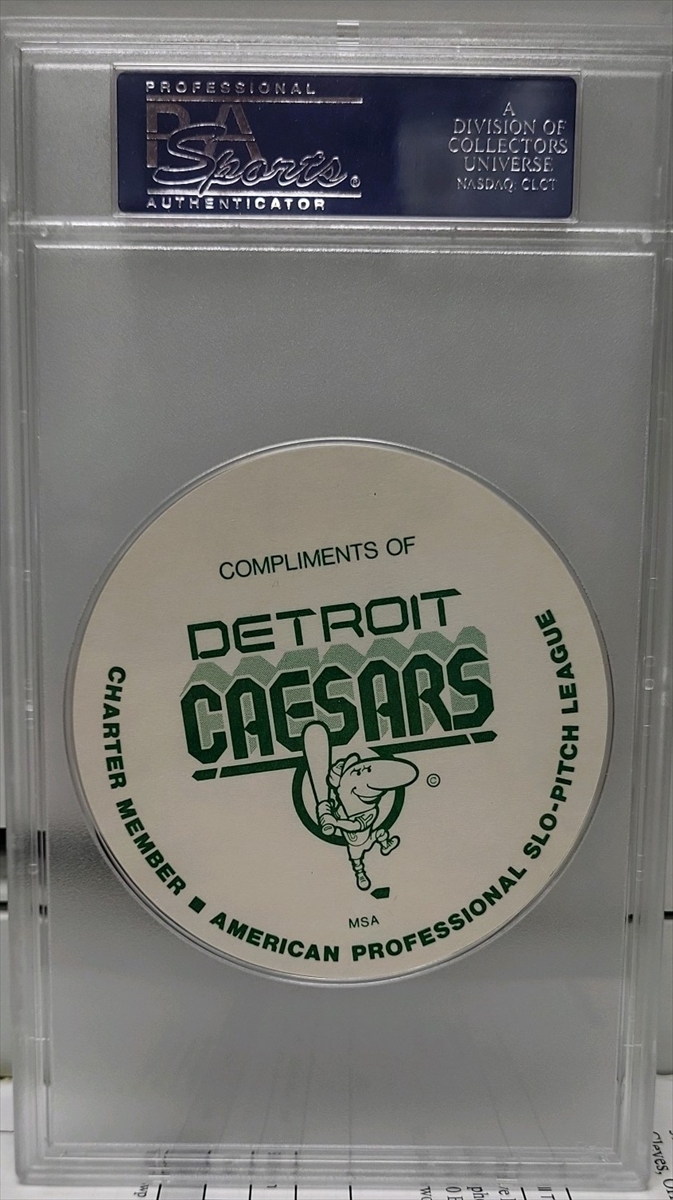 PROFESSIONAL
PSA
Sports®
AUTHENTICATOR
A
DIVISION OF
COLLECTORS
UNIVERSE
NASDAQ CLCT
COMPLIMENTS OF
DETROIT
CAESARS
©
MSA
CHARTER MEMBER ■ AMERICAN PROFESSIONAL SLO-PITCH LEAGUE